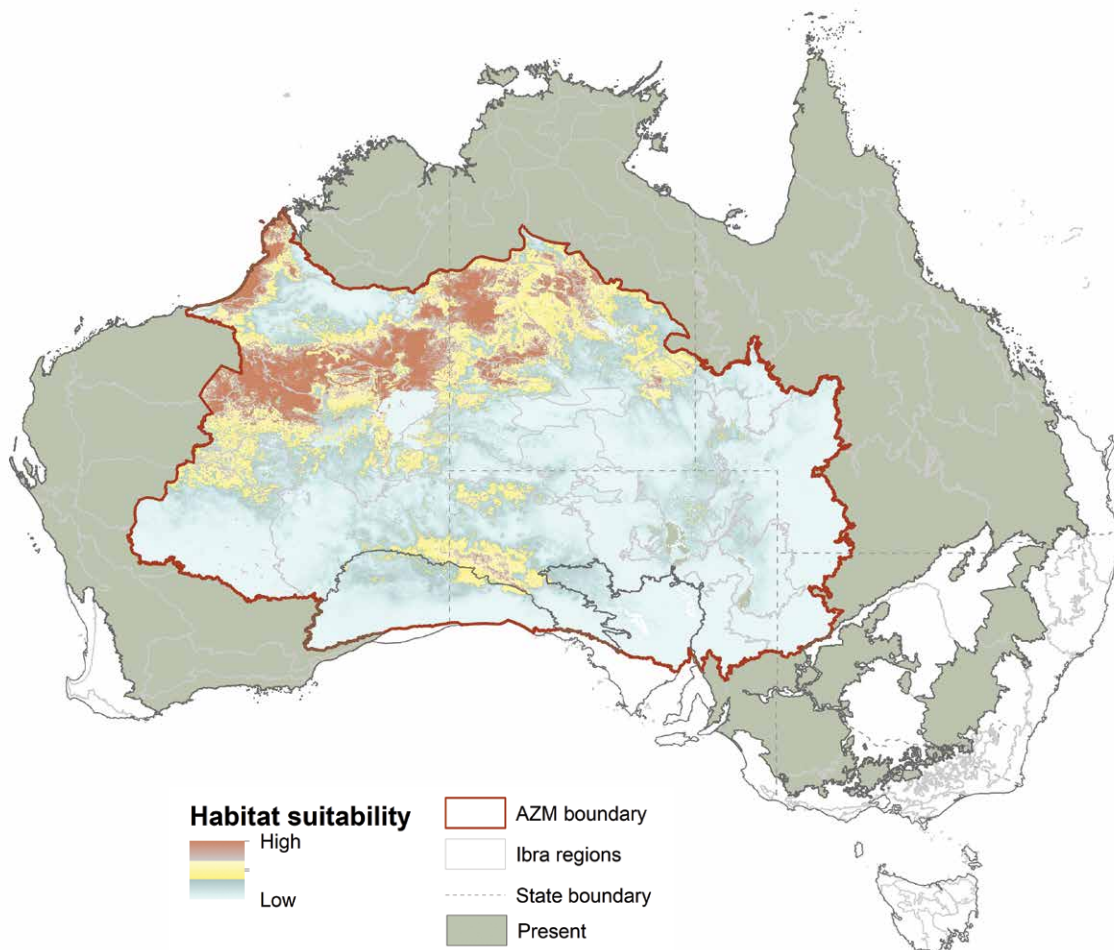 Habitat suitability
High
Low
AZM boundary
Ibra regions
State boundary
Present